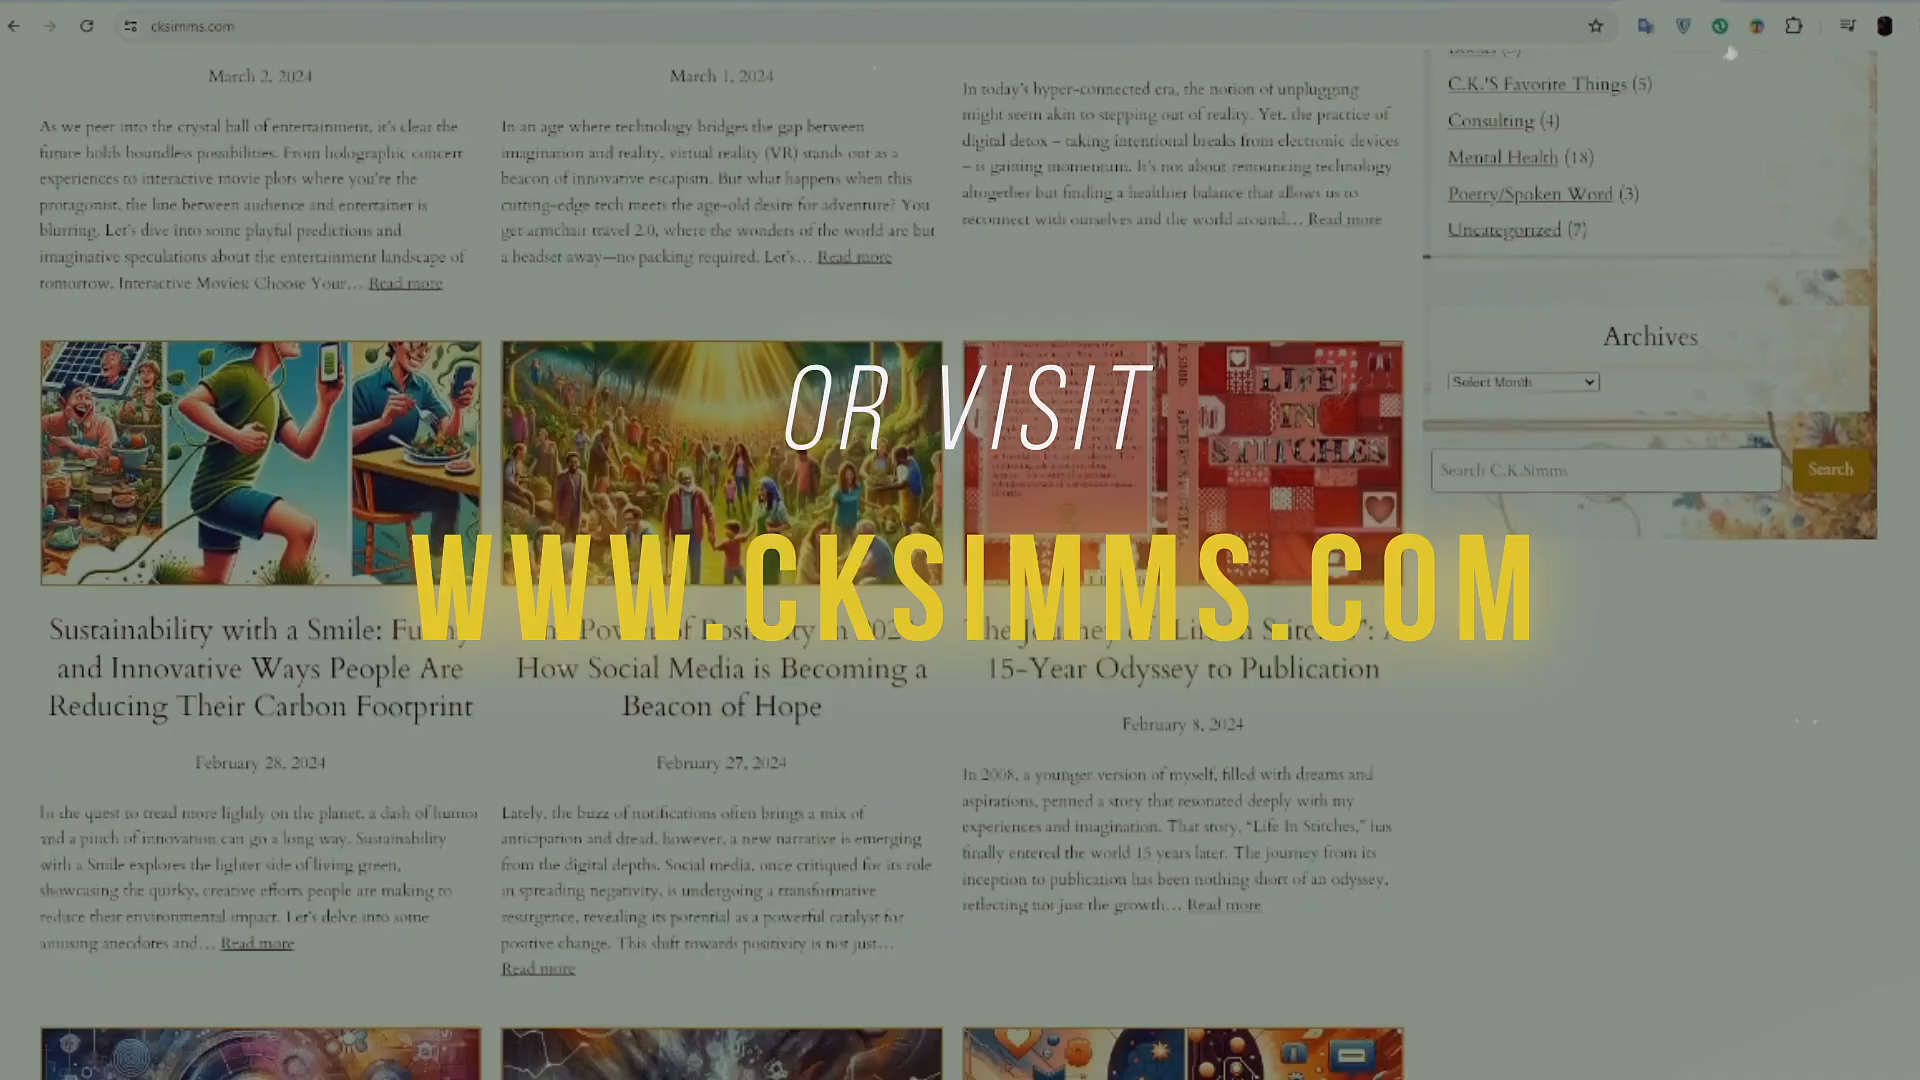 cksimms.com
March 2, 2024
As we peer into the crystal ball of entertainment, it's clear the
future holds boundless possibilities. From holographic concert
experiences to interactive movie plots where you're the
protagonist, the line between audience and entertainer is
blurring. Let's dive into some playful predictions and
imaginative speculations about the entertainment landscape of
tomorrow. Interactive Movies: Choose Your... Read more
March 1, 2024
In an age where technology bridges the gap between
imagination and reality, virtual reality (VR) stands out as a
beacon of innovative escapism. But what happens when this
cutting-edge tech meets the age-old desire for adventure? You
get armchair travel 2.0, where the wonders of the world are but
a headset away—no packing required. Let's... Read more
In today's hyper-connected era, the notion of unplugging
might seem akin to stepping out of reality. Yet, the practice of
digital detox – taking intentional breaks from electronic devices
– is gaining momentum. It's not about renouncing technology
altogether but finding a healthier balance that allows us to
reconnect with ourselves and the world around... Read more
C.K.'S Favorite Things (5)
Consulting (4)
Mental Health (18)
Poetry/Spoken Word (3)
Uncategorized (7)
Archives
Select Month
Search C.K.Simms
Search
LIFE
IN
STITCHES
OR VISIT
WWW.CKSIMMS.COM
Sustainability with a Smile: Funny
and Innovative Ways People Are
Reducing Their Carbon Footprint
February 28, 2024
In the quest to tread more lightly on the planet, a dash of humor
and a pinch of innovation can go a long way. Sustainability
with a Smile explores the lighter side of living green,
showcasing the quirky, creative efforts people are making to
reduce their environmental impact. Let's delve into some
amusing anecdotes and... Read more
Power of Positivity in
How Social Media is Becoming a
Beacon of Hope
February 27, 2024
Lately, the buzz of notifications often brings a mix of
anticipation and dread, however, a new narrative is emerging
from the digital depths. Social media, once critiqued for its role
in spreading negativity, is undergoing a transformative
resurgence, revealing its potential as a powerful catalyst for
positive change. This shift towards positivity is not just...
Read more
The Journey of "Life in Stitches": A
15-Year Odyssey to Publication
February 8, 2024
In 2008, a younger version of myself, filled with dreams and
aspirations, penned a story that resonated deeply with my
experiences and imagination. That story, "Life In Stitches," has
finally entered the world 15 years later. The journey from its
inception to publication has been nothing short of an odyssey,
reflecting not just the growth... Read more